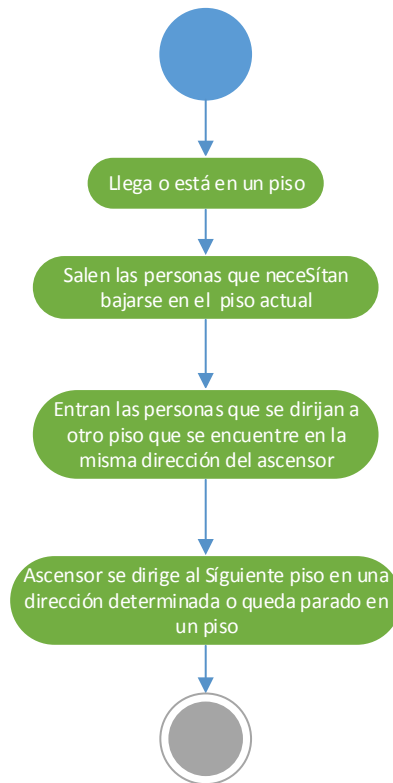 Llega o está en un piso
Salen las personas que neceSítan
bajarse en el piso actual
Entran las personas que se dirijan a
otro piso que se encuentre en la
misma dirección del ascensor
Ascensor se dirige al Síguiente piso en una
dirección determinada o queda parado en
un piso